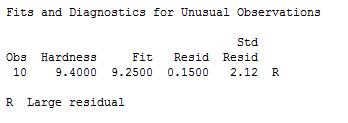 Fits and Diagnostics for Unusual Observations
Std
Obs Hardness Fit Resid Resid
10 9.4000 9.2500 0.1500 2.12 R
R Large residual